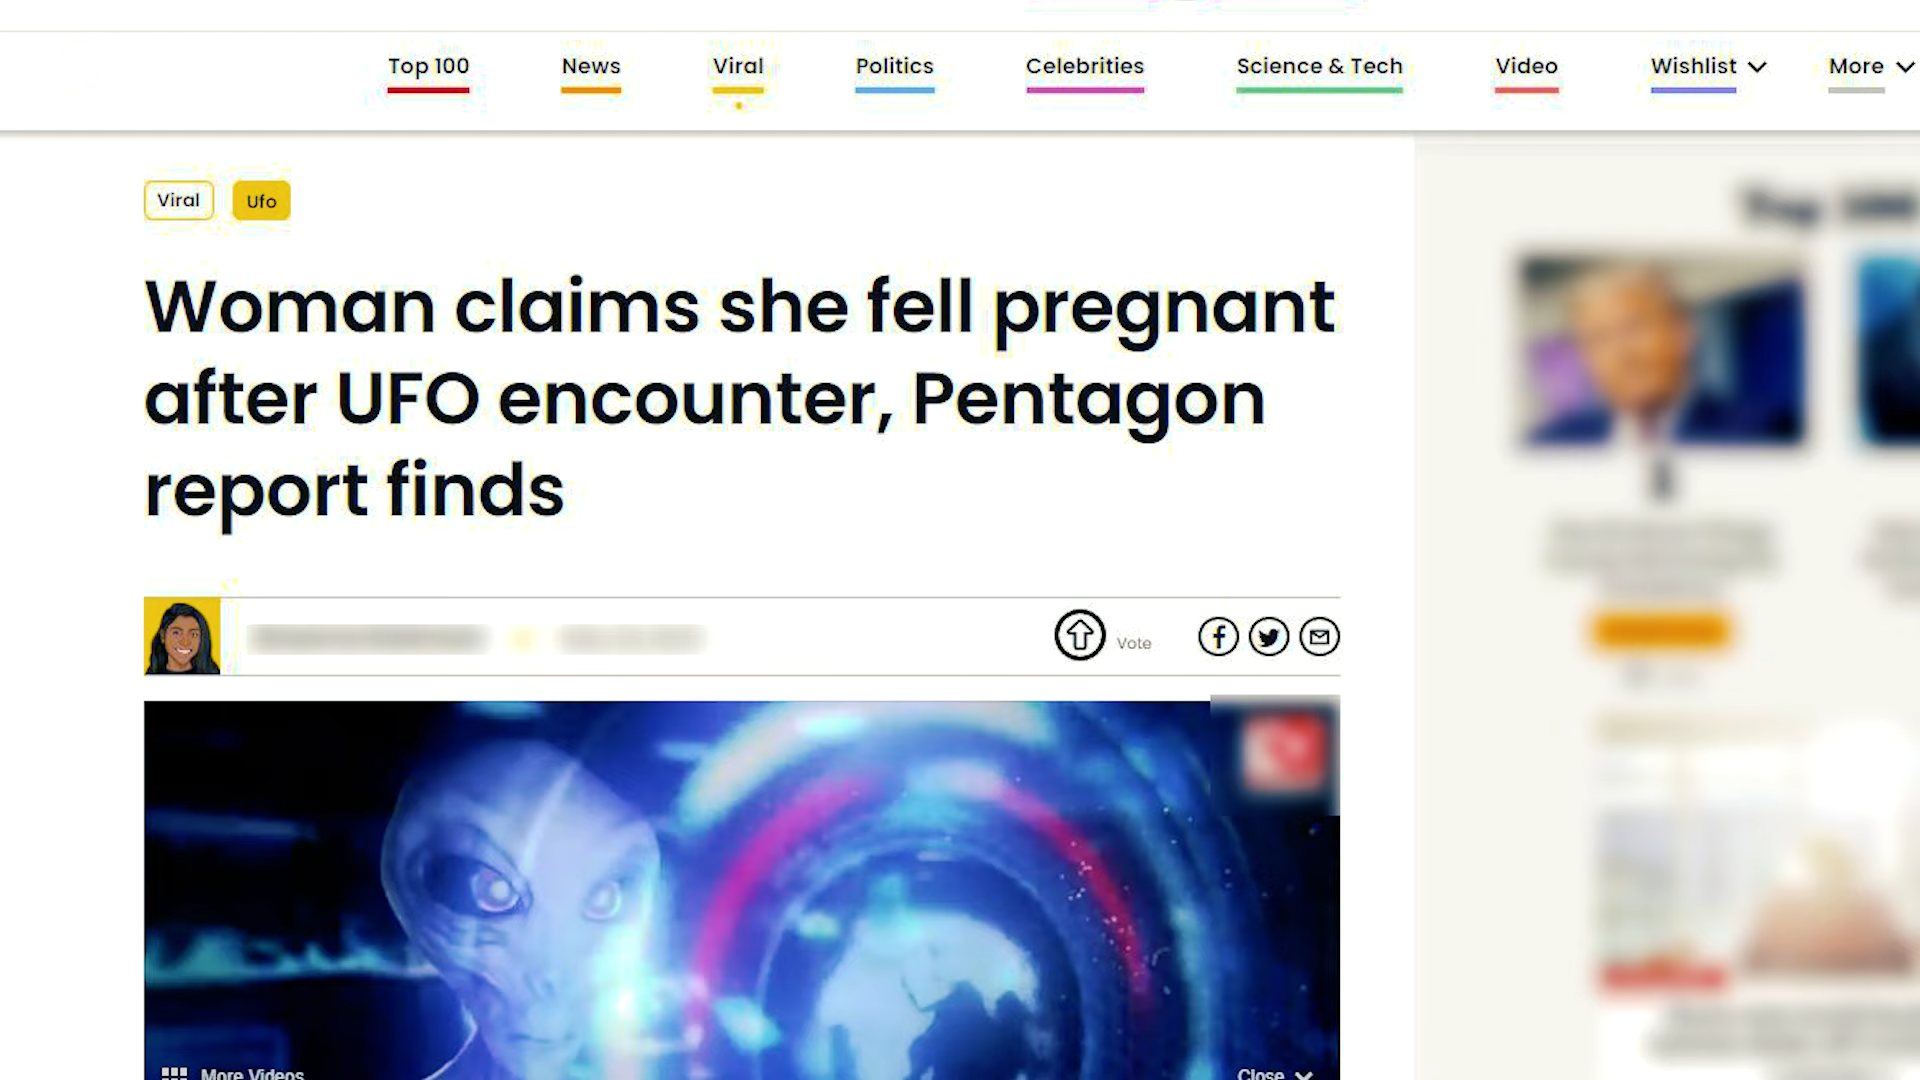 Top 100 News Viral Politics Celebrities Science & Tech Video Wishlist More
Viral Ufo
Woman claims she fell pregnant
after UFO encounter, Pentagon
report finds
Vote
More Videos
Close